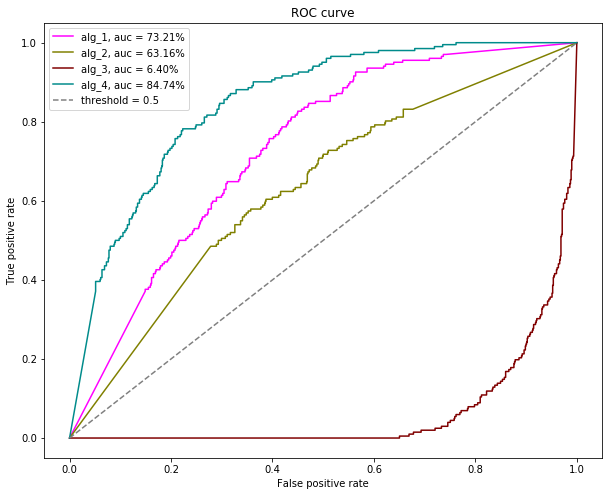 ROC curve
alg_1, auc = 73.21%
alg_2, auc = 63.16%
alg_3, auc = 6.40%
alg_4, auc = 84.74%
threshold = 0.5
True positive rate
1.0
0.8
0.6
0.4
0.2
0.0
0.0 0.2 0.4 0.6 0.8 1.0
False positive rate